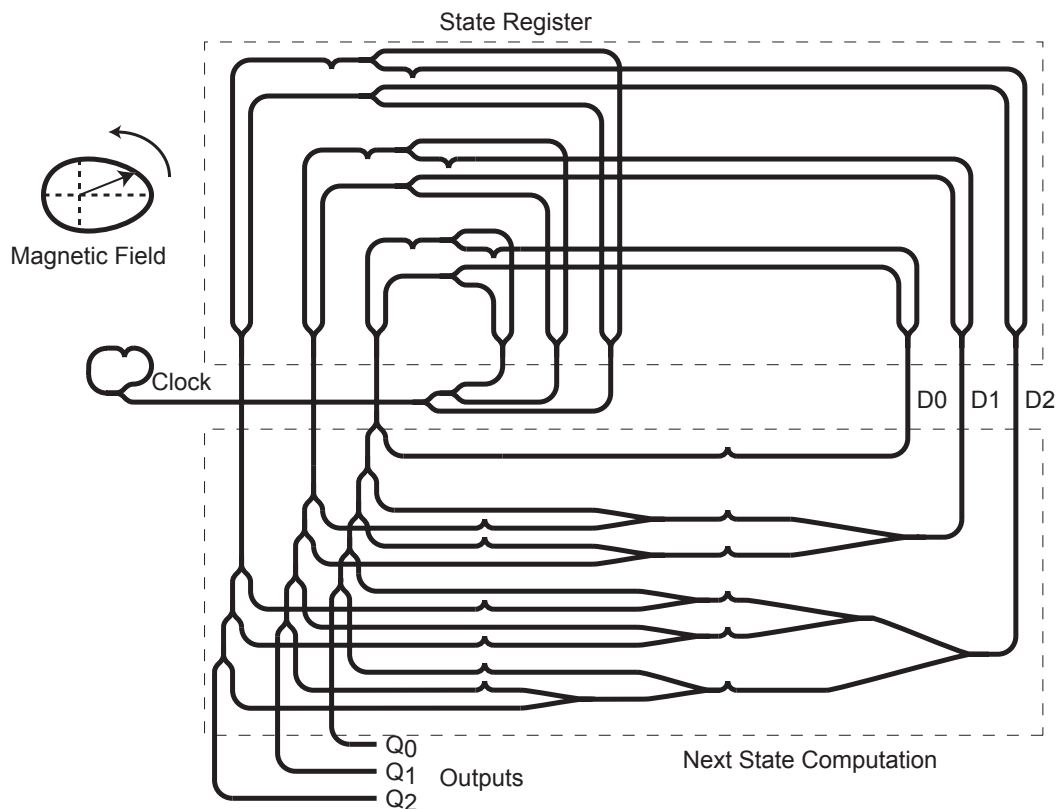 State Register
Magnetic Field
Clock
D0 D1 D2
Q0
Q1
Q2
Outputs
Next State Computation